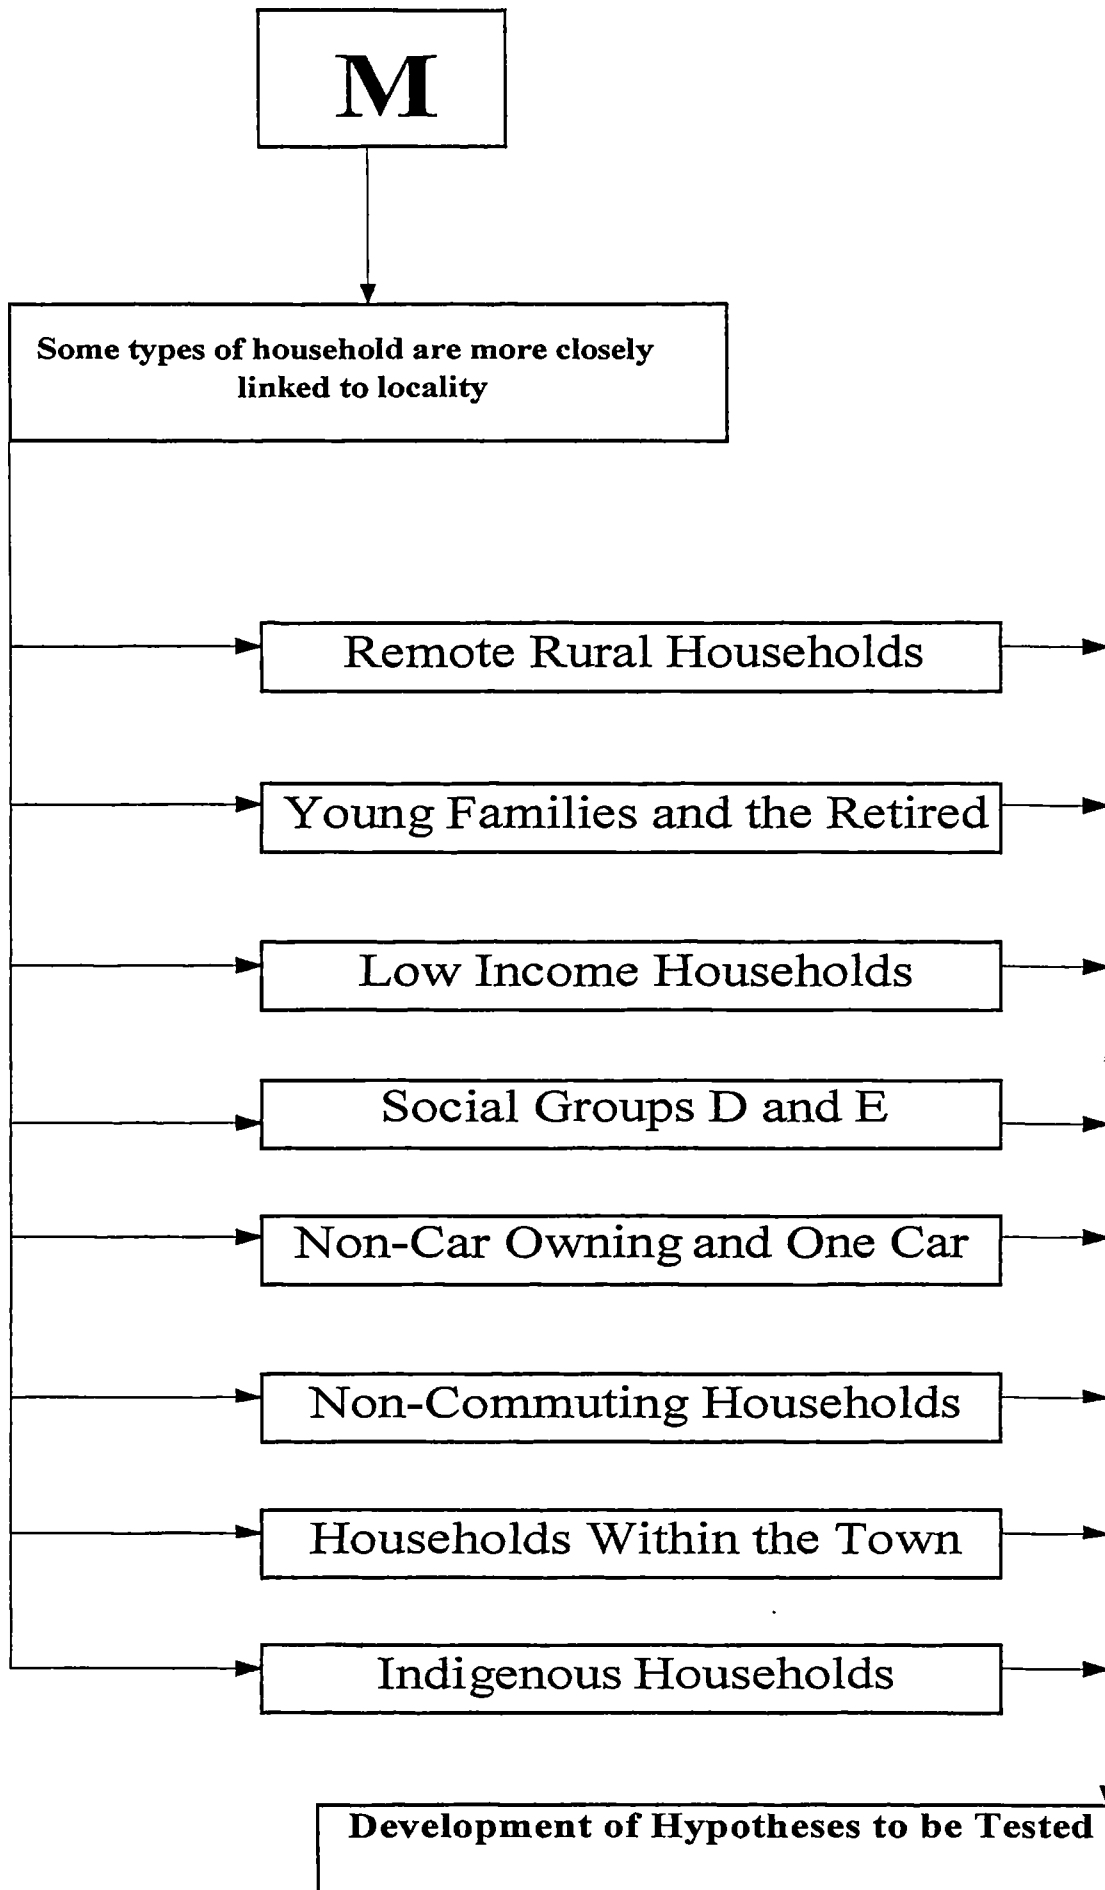 M
Some types of household are more closely
linked to locality
Remote Rural Households
Young Families and the Retired
Low Income Households
Social Groups D and E
Non-Car Owning and One Car
Non-Commuting Households
Households Within the Town
Indigenous Households
Development of Hypotheses to be Tested